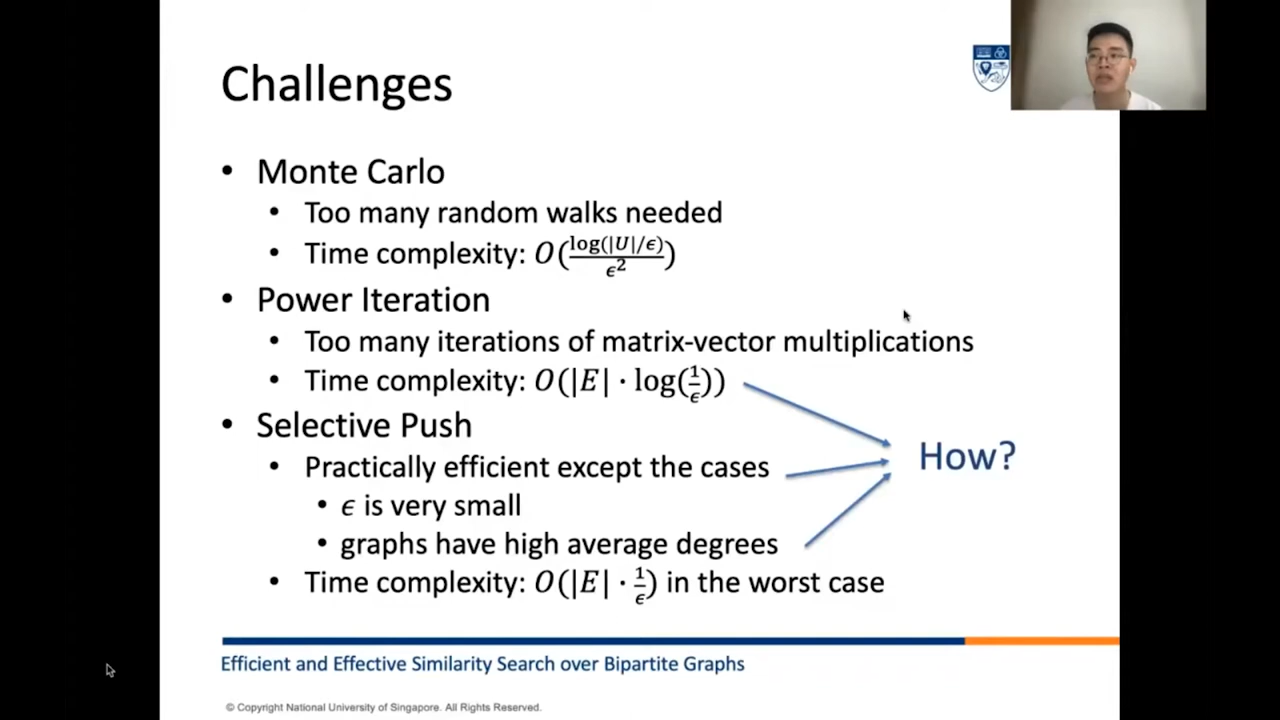 Challenges
• Monte Carlo
• Too many random walks needed
• Time complexity: O(log(|U|/ϵ)/ϵ²)
• Power Iteration
• Too many iterations of matrix-vector multiplications
• Time complexity: O(|E| · log(1/ϵ))
• Selective Push
How?
• Practically efficient except the cases
• ϵ is very small
• graphs have high average degrees
• Time complexity: O(|E| · 1/ϵ) in the worst case
Efficient and Effective Similarity Search over Bipartite Graphs
© Copyright National University of Singapore. All Rights Reserved.